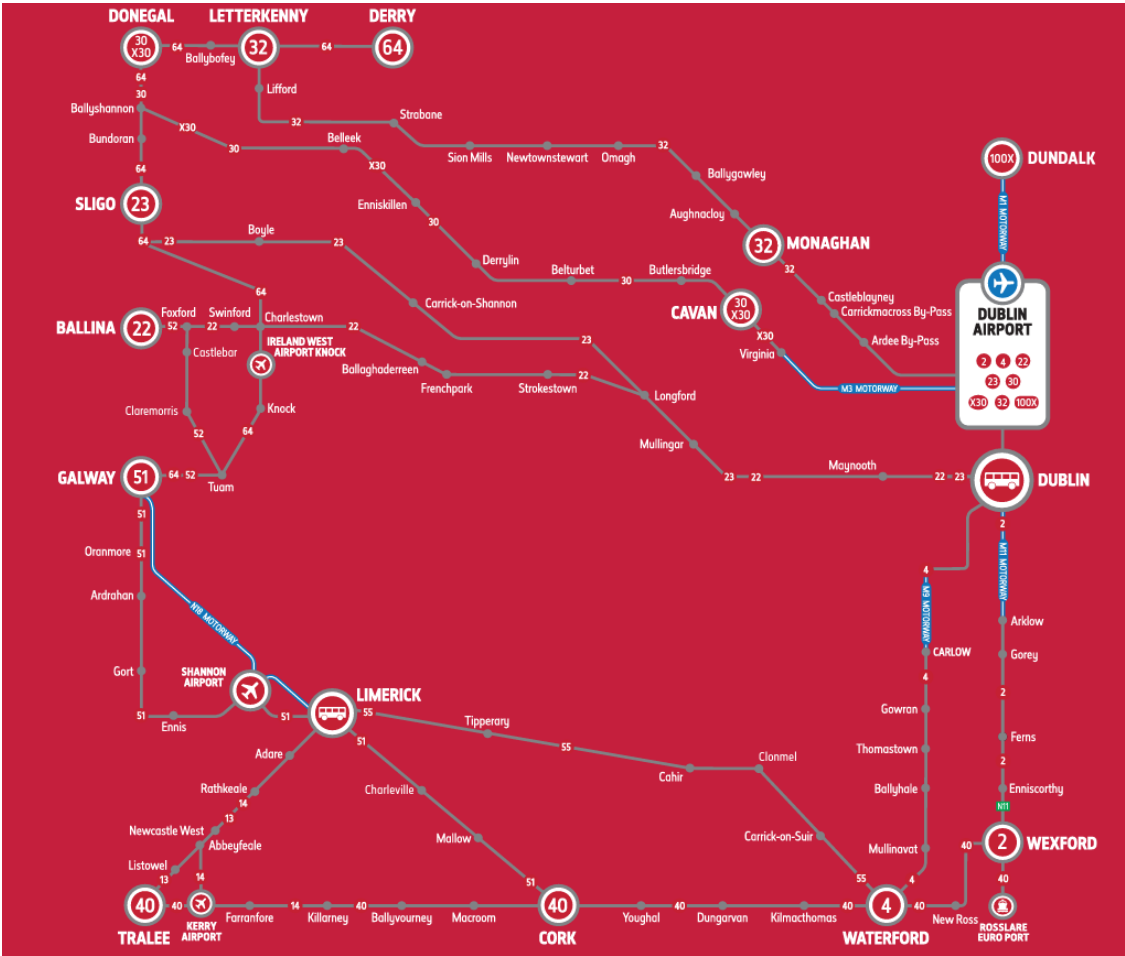 DONEGAL
LETTERKENNY
DERRY
30
X30
64
Ballybofey
32
64
64
64
30
Lifford
Ballyshannon
X30
32
Strabane
Bundoran
30
Belleek
Sion Mills
Newtownstewart
Omagh
32
100X
DUNDALK
64
X30
Ballygawley
M1 MOTORWAY
SLIGO
23
Enniskillen
30
Aughnacloy
64
23
Boyle
23
32
MONAGHAN
Derrylin
32
Belturbet
30
Butlersbridge
64
Carrick-on-Shannon
CAVAN
30
X30
Castleblayney
Carrickmacross By-Pass
DUBLIN
AIRPORT
BALLINA
22
52
Foxford
22
Swinford
Charlestown
22
23
X30
Virginia
Ardee By-Pass
IRELAND WEST
AIRPORT KNOCK
Castlebar
2
4
22
23
30
X30
32
100X
Ballaghaderreen
Frenchpark
Strokestown
22
M3 MOTORWAY
Longford
Claremorris
Knock
52
64
Mullingar
GALWAY
51
64
52
Tuam
23
22
Maynooth
22
23
DUBLIN
51
2
Oranmore
51
M11 MOTORWAY
4
Ardrahan
N18 MOTORWAY
M9 MOTORWAY
Arklow
Gort
SHANNON
AIRPORT
CARLOW
Gorey
4
2
51
Ennis
51
LIMERICK
55
Tipperary
Gowran
51
55
Ferns
Adare
Thomastown
Clonmel
2
Cahir
Rathkeale
14
Charleville
Ballyhale
Enniscorthy
13
N11
Newcastle West
Abbeyfeale
Mallow
Carrick-on-Suir
Mullinavat
40
2
WEXFORD
Listowel
13
14
51
55
4
40
40
40
Farranfore
14
Killarney
40
Ballyvourney
Macroom
40
Youghal
40
Dungarvan
Kilmacthomas
40
4
40
New Ross
TRALEE
KERRY
AIRPORT
CORK
WATERFORD
ROSSLARE
EURO PORT